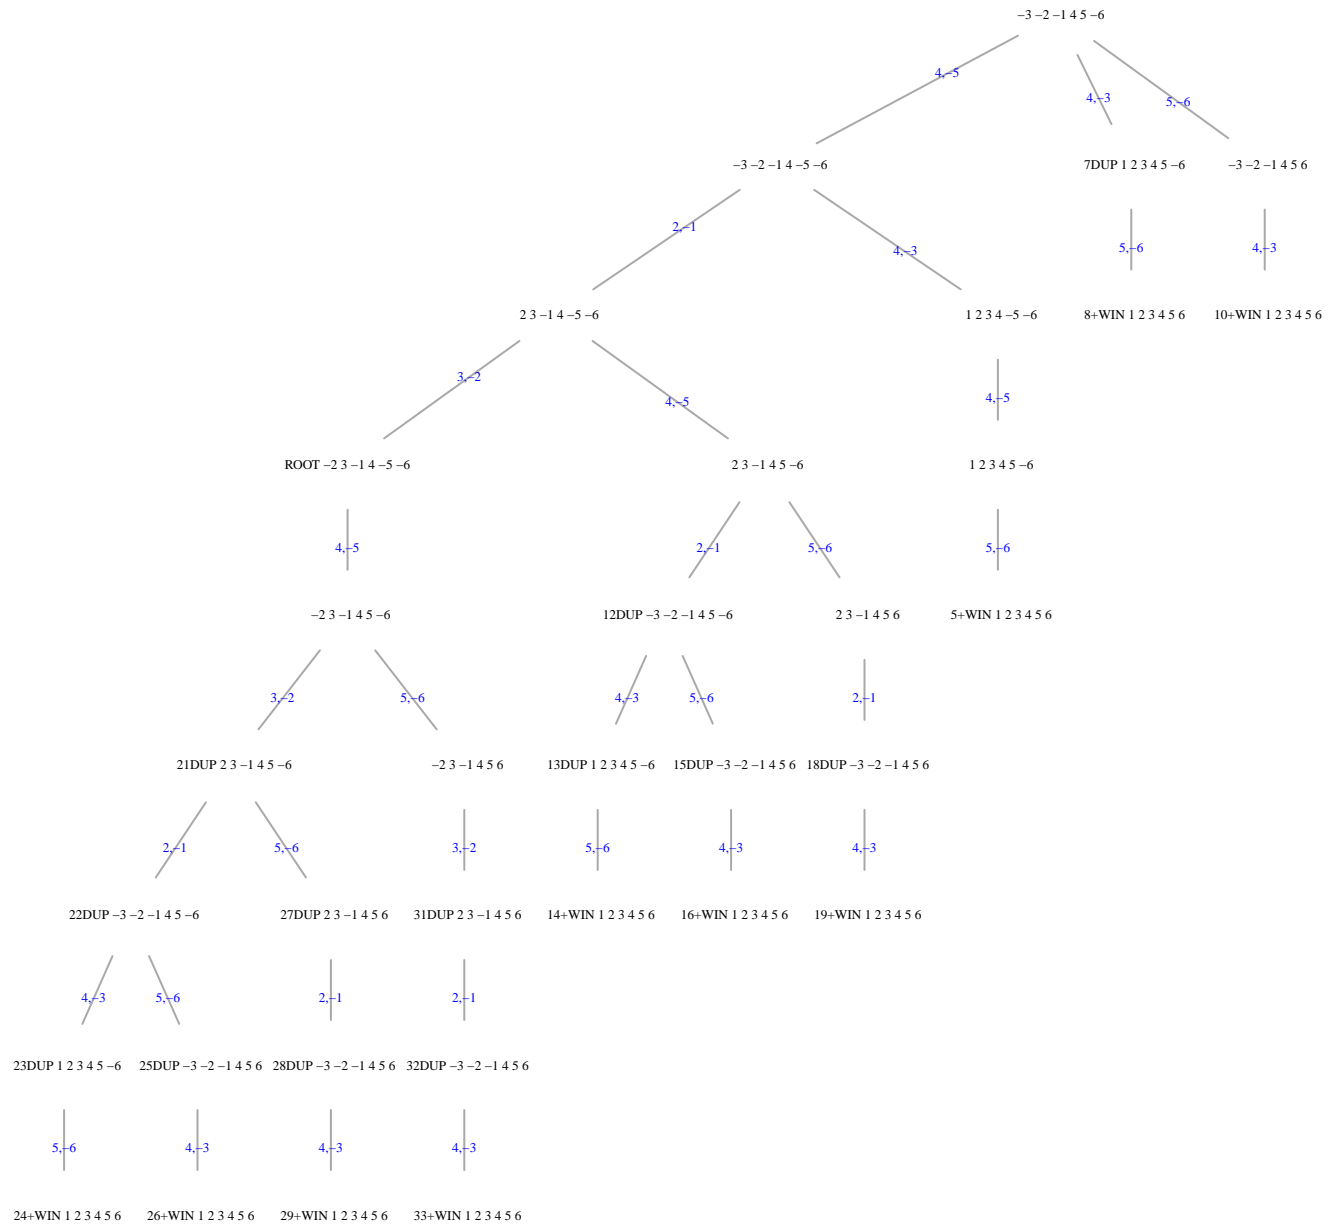 −3 −2 −1 4 5 −6
4,−5
4,−3
5,−6
−3 −2 −1 4 −5 −6
7DUP 1 2 3 4 5 −6
−3 −2 −1 4 5 6
2,−1
4,−3
5,−6
4,−3
2 3 −1 4 −5 −6
1 2 3 4 −5 −6
8+WIN 1 2 3 4 5 6
10+WIN 1 2 3 4 5 6
3,−2
4,−5
4,−5
ROOT −2 3 −1 4 −5 −6
2 3 −1 4 5 −6
1 2 3 4 5 −6
4,−5
2,−1
5,−6
5,−6
−2 3 −1 4 5 −6
12DUP −3 −2 −1 4 5 −6
2 3 −1 4 5 6
5+WIN 1 2 3 4 5 6
3,−2
5,−6
4,−3
5,−6
2,−1
21DUP 2 3 −1 4 5 −6
−2 3 −1 4 5 6
13DUP 1 2 3 4 5 −6
15DUP −3 −2 −1 4 5 6
18DUP −3 −2 −1 4 5 6
2,−1
5,−6
3,−2
5,−6
4,−3
4,−3
22DUP −3 −2 −1 4 5 −6
27DUP 2 3 −1 4 5 6
31DUP 2 3 −1 4 5 6
14+WIN 1 2 3 4 5 6
16+WIN 1 2 3 4 5 6
19+WIN 1 2 3 4 5 6
4,−3
5,−6
2,−1
2,−1
23DUP 1 2 3 4 5 −6
25DUP −3 −2 −1 4 5 6
28DUP −3 −2 −1 4 5 6
32DUP −3 −2 −1 4 5 6
5,−6
4,−3
4,−3
4,−3
24+WIN 1 2 3 4 5 6
26+WIN 1 2 3 4 5 6
29+WIN 1 2 3 4 5 6
33+WIN 1 2 3 4 5 6